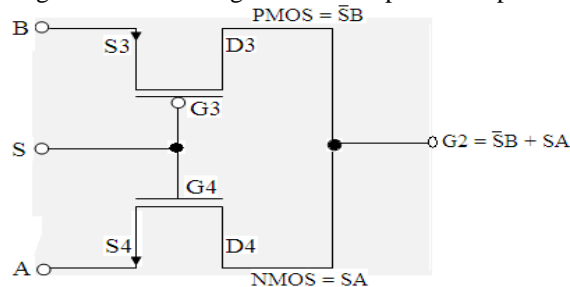 B
PMOS = S̅B
S3
D3
G3
S
G2 = S̅B + SA
G4
S4
D4
A
NMOS = SA